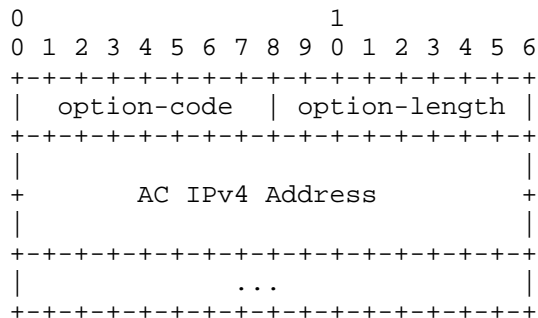 0                   1
0 1 2 3 4 5 6 7 8 9 0 1 2 3 4 5 6
+-+-+-+-+-+-+-+-+-+-+-+-+-+-+-+-+
|  option-code  | option-length |
+-+-+-+-+-+-+-+-+-+-+-+-+-+-+-+-+
|                               |
+       AC IPv4 Address         +
|                               |
+-+-+-+-+-+-+-+-+-+-+-+-+-+-+-+-+
|             ...               |
+-+-+-+-+-+-+-+-+-+-+-+-+-+-+-+-+